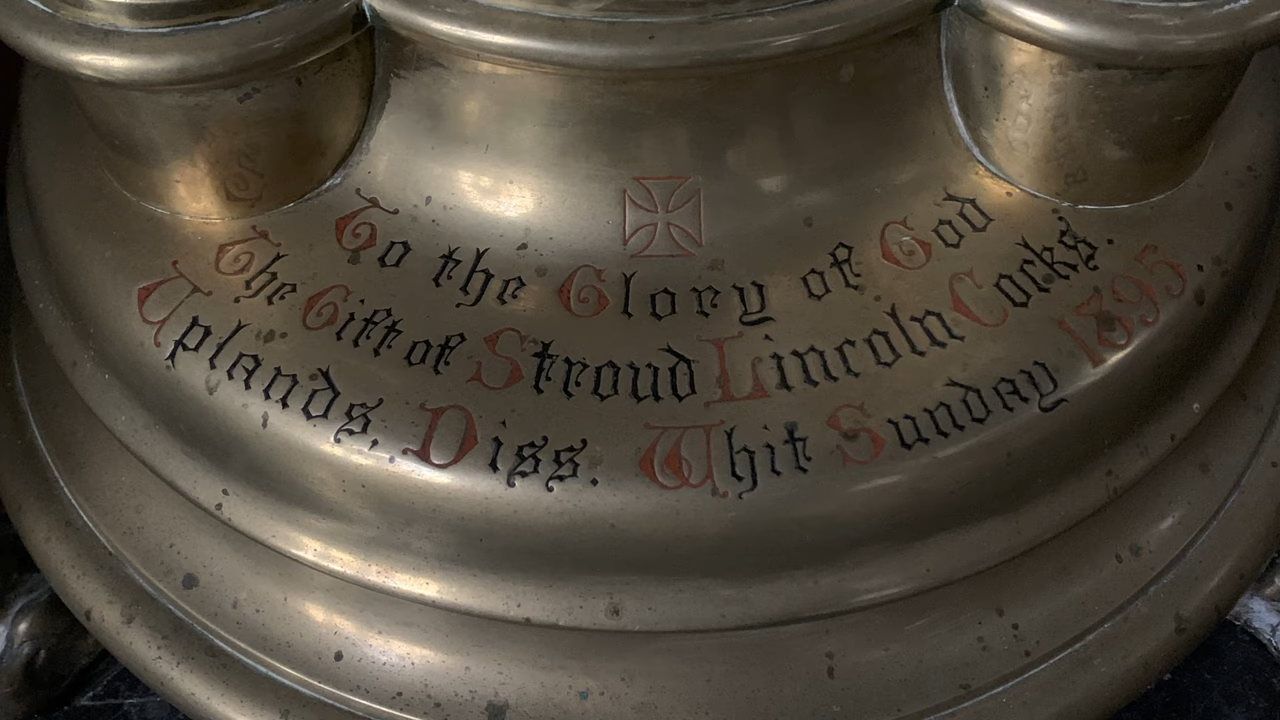 To the Glory of God
The Gift of Stroud Lincoln Cocks.
Uplands, Diss. Whit Sunday 1895